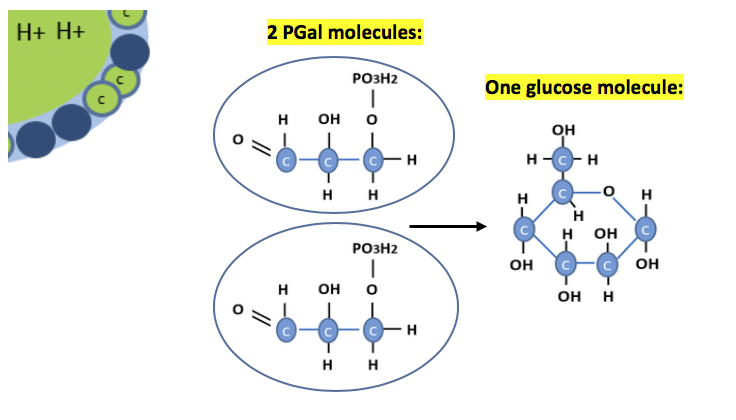 H+ H+
C
C
C
2 PGal molecules:
PO3H2
H OH O
O
C C C H
H H
PO3H2
H OH O
O
C C C H
H H
One glucose molecule:
OH
H C H
C O
H H H
C H OH C
OH C C OH
OH H